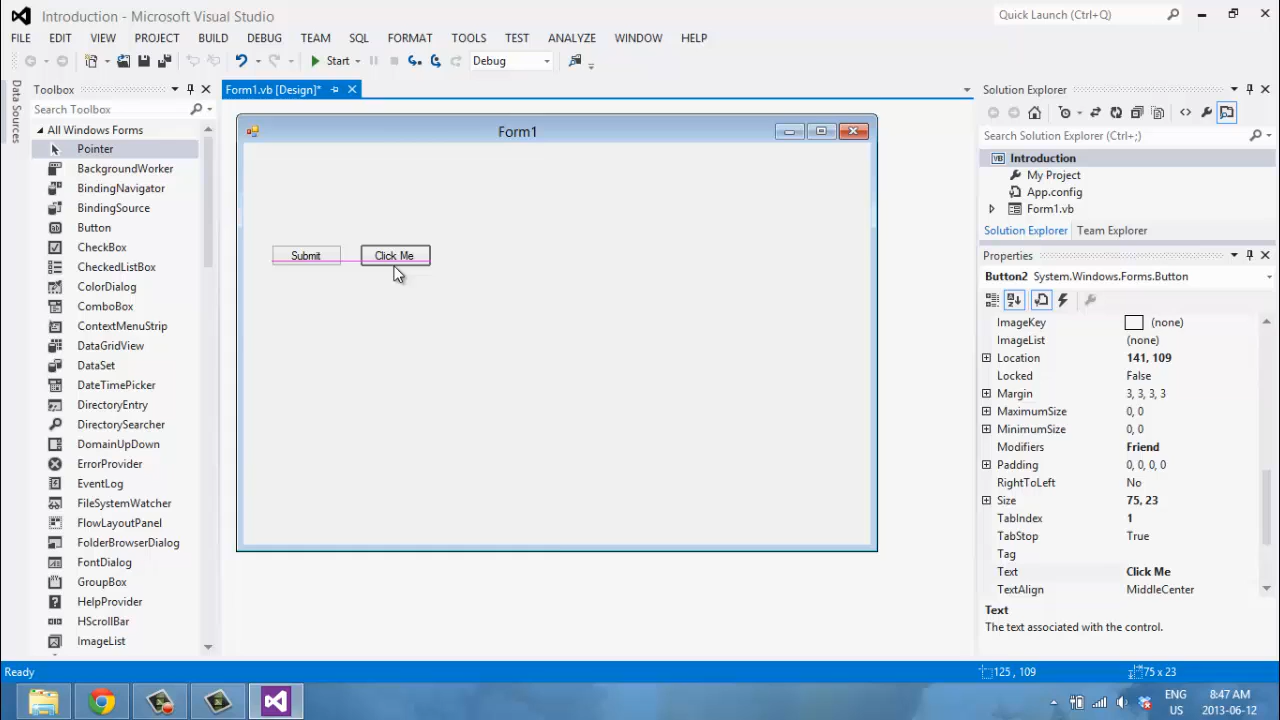 Introduction - Microsoft Visual Studio
Quick Launch (Ctrl+Q)
FILE EDIT VIEW PROJECT BUILD DEBUG TEAM SQL FORMAT TOOLS TEST ANALYZE WINDOW HELP
Start Debug
Data Sources
Toolbox
Search Toolbox
All Windows Forms
Pointer
BackgroundWorker
BindingNavigator
BindingSource
Button
CheckBox
CheckedListBox
ColorDialog
ComboBox
ContextMenuStrip
DataGridView
DataSet
DateTimePicker
DirectoryEntry
DirectorySearcher
DomainUpDown
ErrorProvider
EventLog
FileSystemWatcher
FlowLayoutPanel
FolderBrowserDialog
FontDialog
GroupBox
HelpProvider
HScrollBar
ImageList
Form1.vb [Design]*
Form1
Submit Click Me
Solution Explorer
Search Solution Explorer (Ctrl+;)
Introduction
My Project
App.config
Form1.vb
Solution Explorer Team Explorer
Properties
Button2 System.Windows.Forms.Button
ImageKey (none)
ImageList (none)
Location 141, 109
Locked False
Margin 3, 3, 3, 3
MaximumSize 0, 0
MinimumSize 0, 0
Modifiers Friend
Padding 0, 0, 0, 0
RightToLeft No
Size 75, 23
TabIndex 1
TabStop True
Tag
Text Click Me
TextAlign MiddleCenter
Text
The text associated with the control.
Ready 125 , 109 75 x 23
ENG 8:47 AM
US 2013-06-12